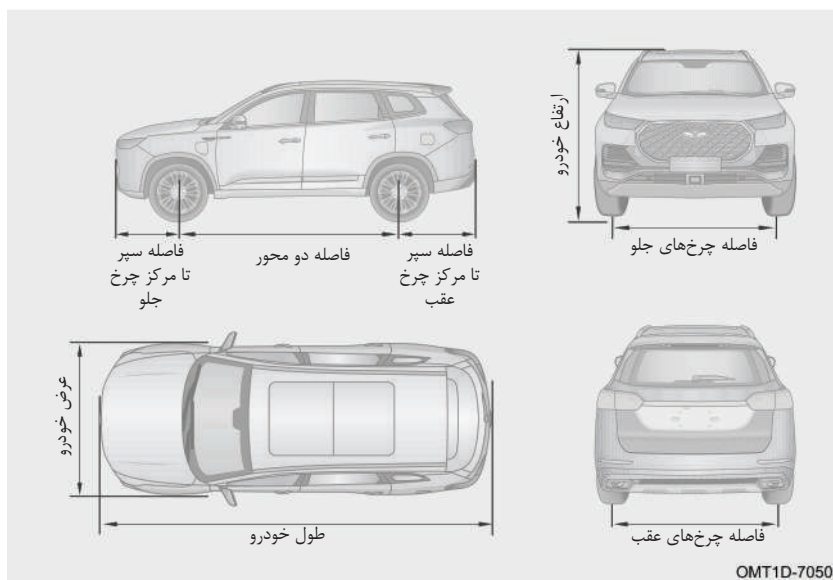 ارتفاع خودرو
فاصله چرخ‌های جلو
فاصله سپر
تا مرکز چرخ
عقب
فاصله دو محور
فاصله سپر
تا مرکز چرخ
جلو
عرض خودرو
طول خودرو
فاصله چرخ‌های عقب
OMT1D-7050